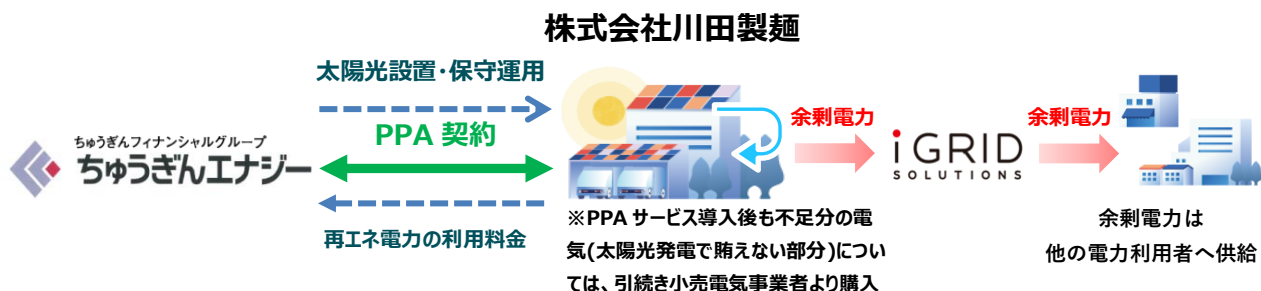 株式会社川田製麺
太陽光設置・保守運用
PPA 契約
ちゅうぎんフィナンシャルグループ
ちゅうぎんエナジー
再エネ電力の利用料金
※PPA サービス導入後も不足分の電
気(太陽光発電で賄えない部分)につい
ては、引続き小売電気事業者より購入
余剰電力
iGRID
SOLUTIONS
余剰電力
余剰電力は
他の電力利用者へ供給